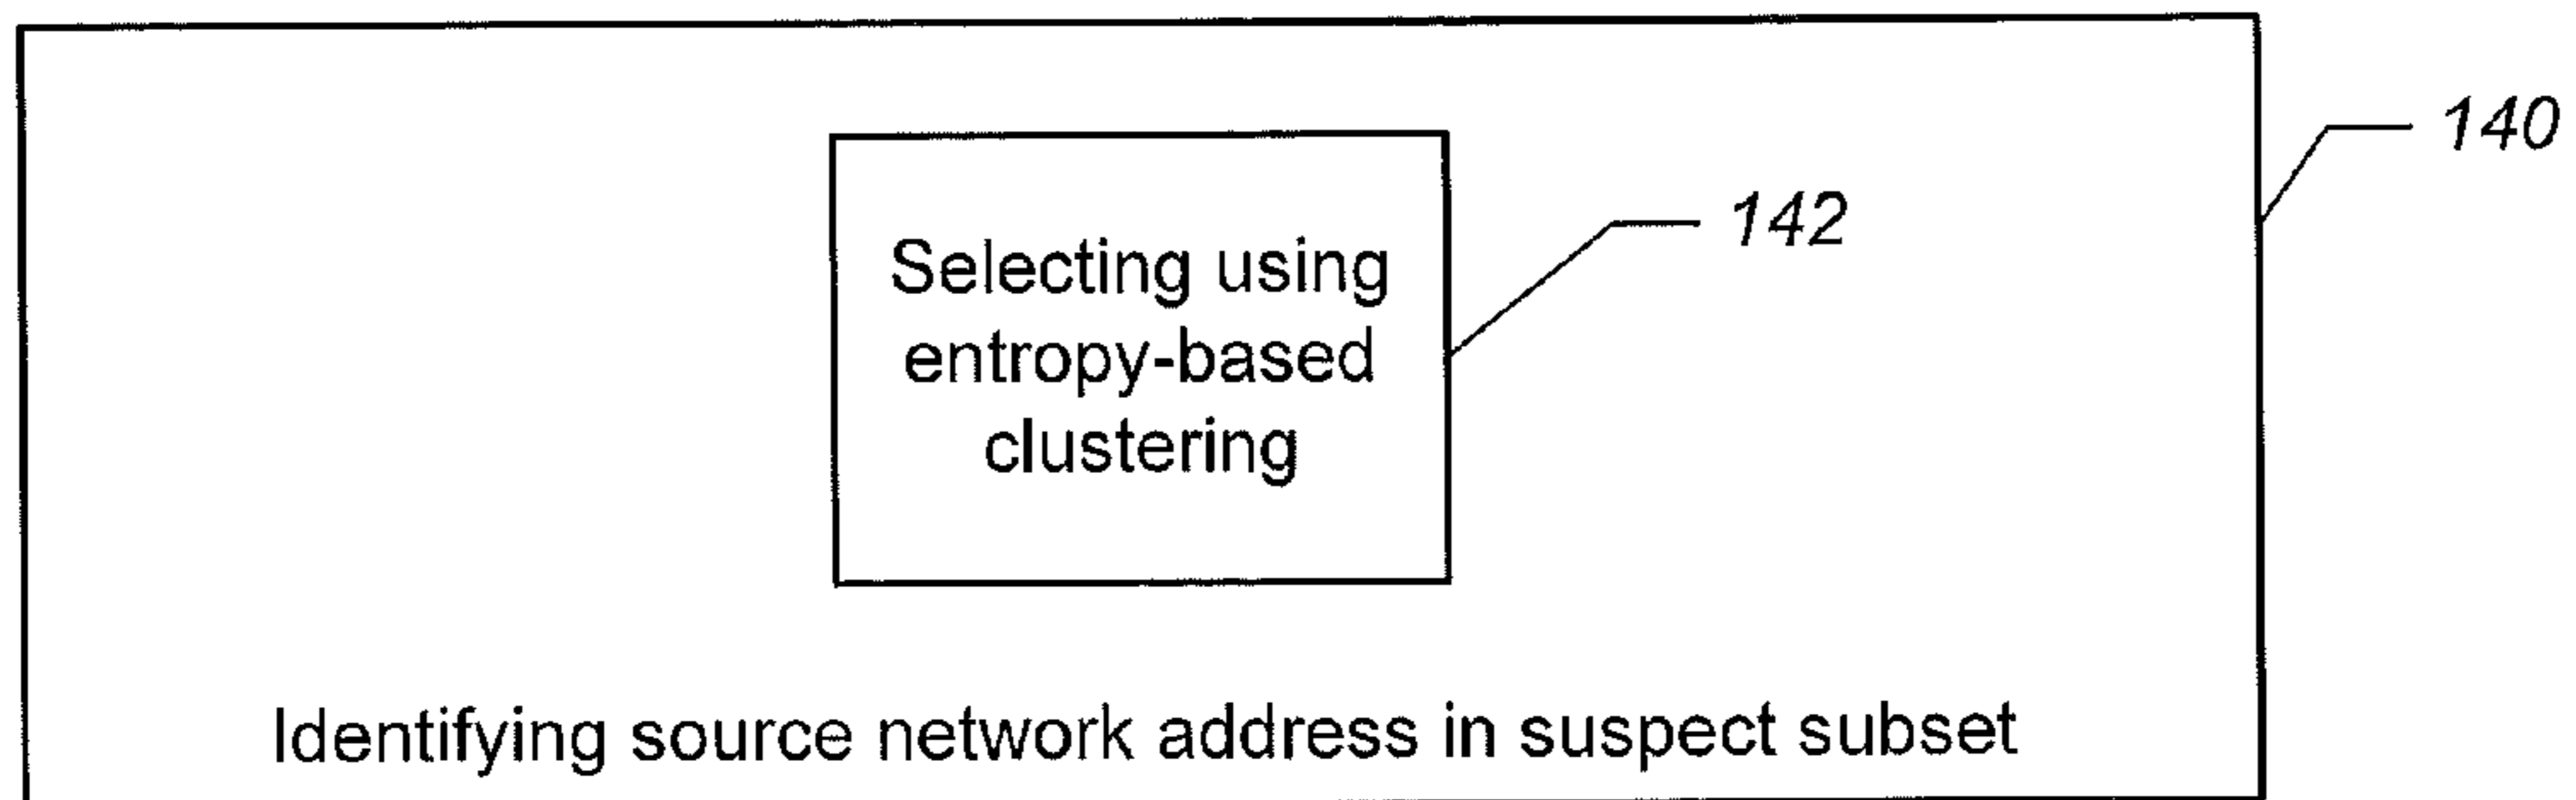 140
142
Selecting using
entropy-based
clustering
Identifying source network address in suspect subset